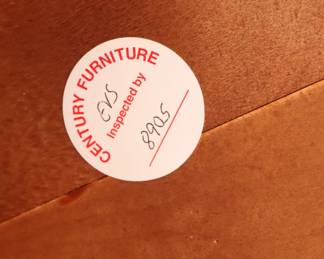 CENTURY FURNITURE
EVS
Inspected by
8905